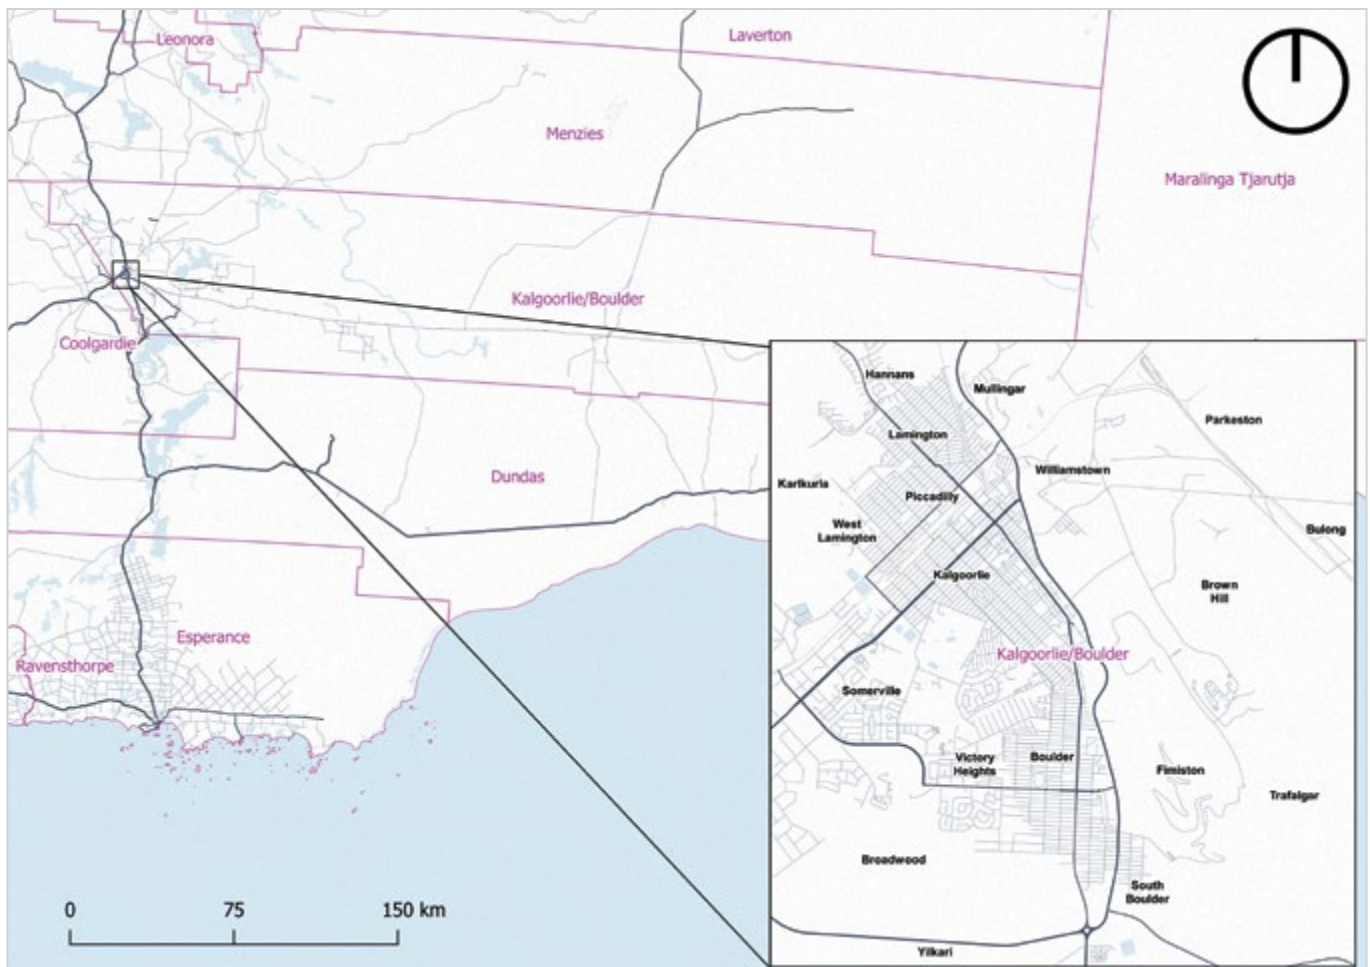 Leonora
Laverton
Menzies
Maralinga Tjarutja
Kalgoorlie/Boulder
Coolgardie
Dundas
Esperance
Ravensthorpe
0 75 150 km
Hannans
Mullingar
Parkeston
Lamington
Williamstown
Karlkurla
Piccadilly
West
Lamington
Bulong
Kalgoorlie
Brown
Hill
Kalgoorlie/Boulder
Somerville
Victory
Heights
Boulder
Fimiston
Trafalgar
Broadwood
South
Boulder
Yilkari